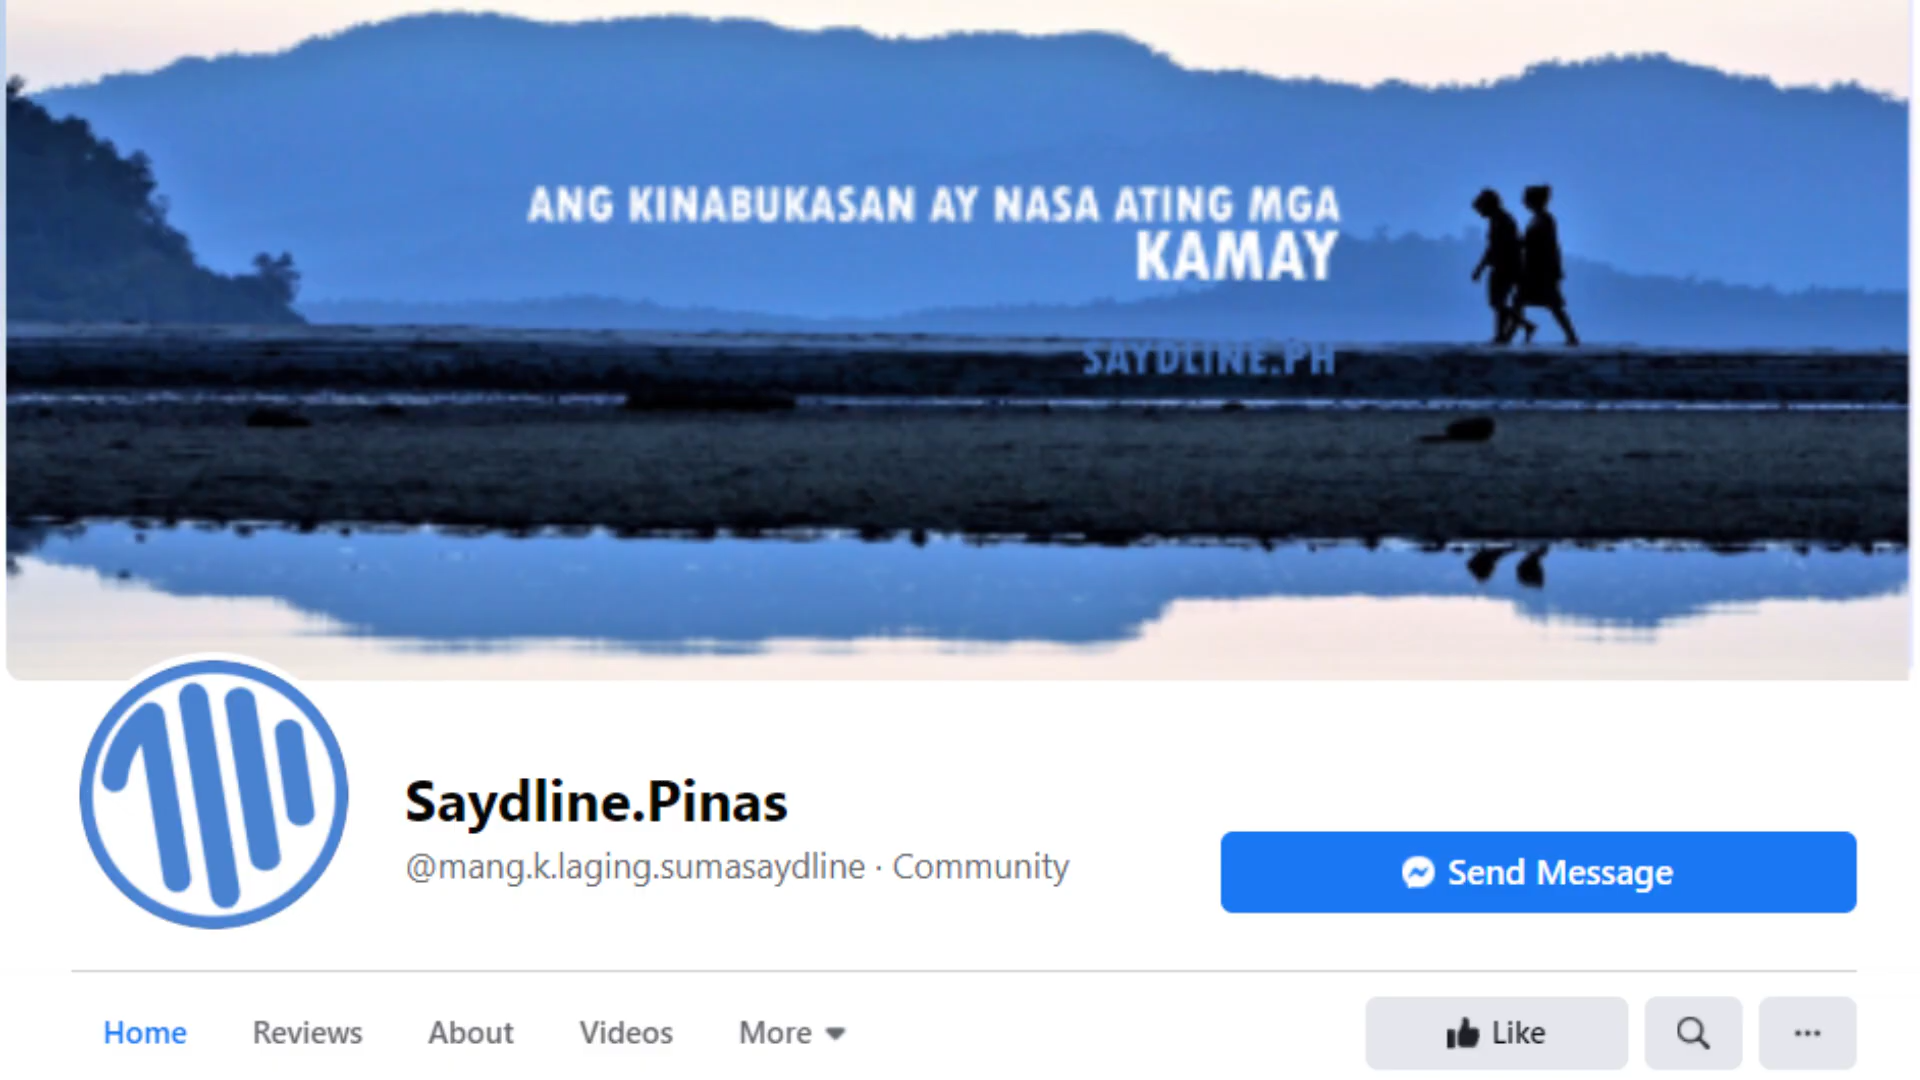 ANG KINABUKASAN AY NASA ATING MGA
KAMAY
SAYDLINE.PH
Saydline.Pinas
@mang.k.laging.sumasaydline · Community
Send Message
Home Reviews About Videos More Like ...